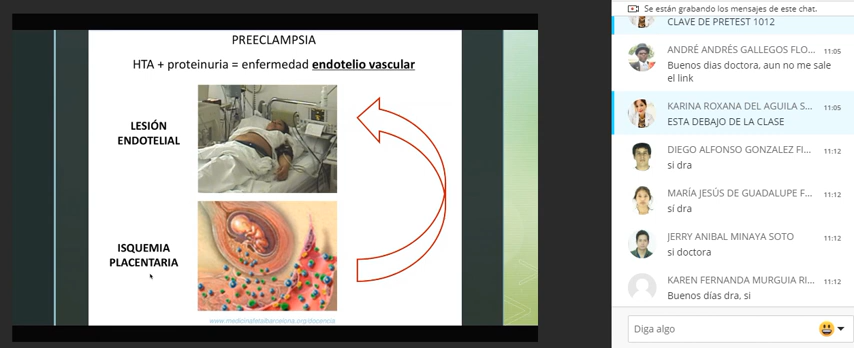 PREECLAMPSIA
HTA + proteinuria = enfermedad endotelio vascular
LESIÓN
ENDOTELIAL
ISQUEMIA
PLACENTARIA
www.medicinafetalbarcelona.org/docencia
Se están grabando los mensajes de este chat.
CLAVE DE PRETEST 1012
ANDRÉ ANDRÉS GALLEGOS FLO... 11:05
Buenos dias doctora, aun no me sale
el link
KARINA ROXANA DEL AGUILA S... 11:05
ESTA DEBAJO DE LA CLASE
DIEGO ALFONSO GONZALEZ FI... 11:12
si dra
MARÍA JESÚS DE GUADALUPE F... 11:12
sí dra
JERRY ANIBAL MINAYA SOTO 11:12
si doctora
KAREN FERNANDA MURGUIA RI... 11:12
Buenos días dra, si
Diga algo